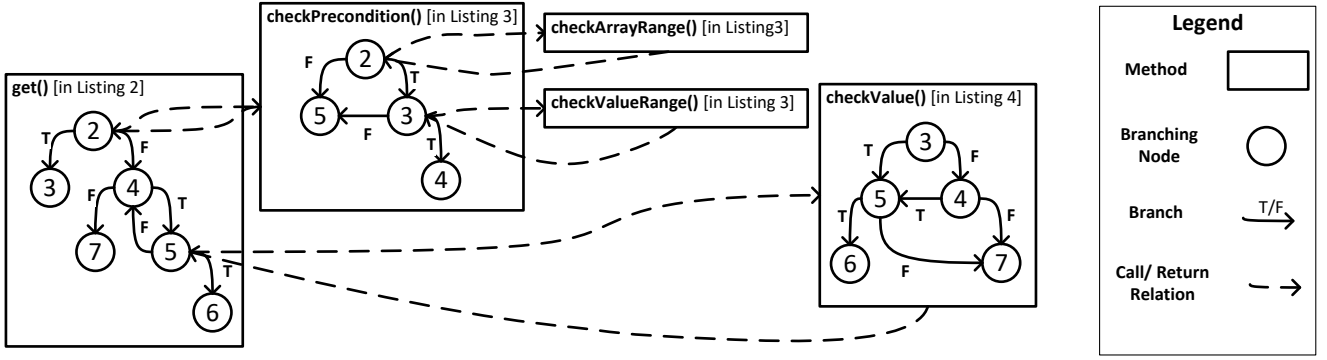 get() [in Listing 2]
2
T
F
3
4
F
T
F
7
5
T
6
checkPrecondition() [in Listing 3]
2
F
T
5
3
F
T
4
checkArrayRange() [in Listing3]
checkValueRange() [in Listing 3]
checkValue() [in Listing 4]
3
T
F
5
4
T
T
F
6
F
7
Legend
Method
Branching
Node
Branch
T/F
Call/ Return
Relation